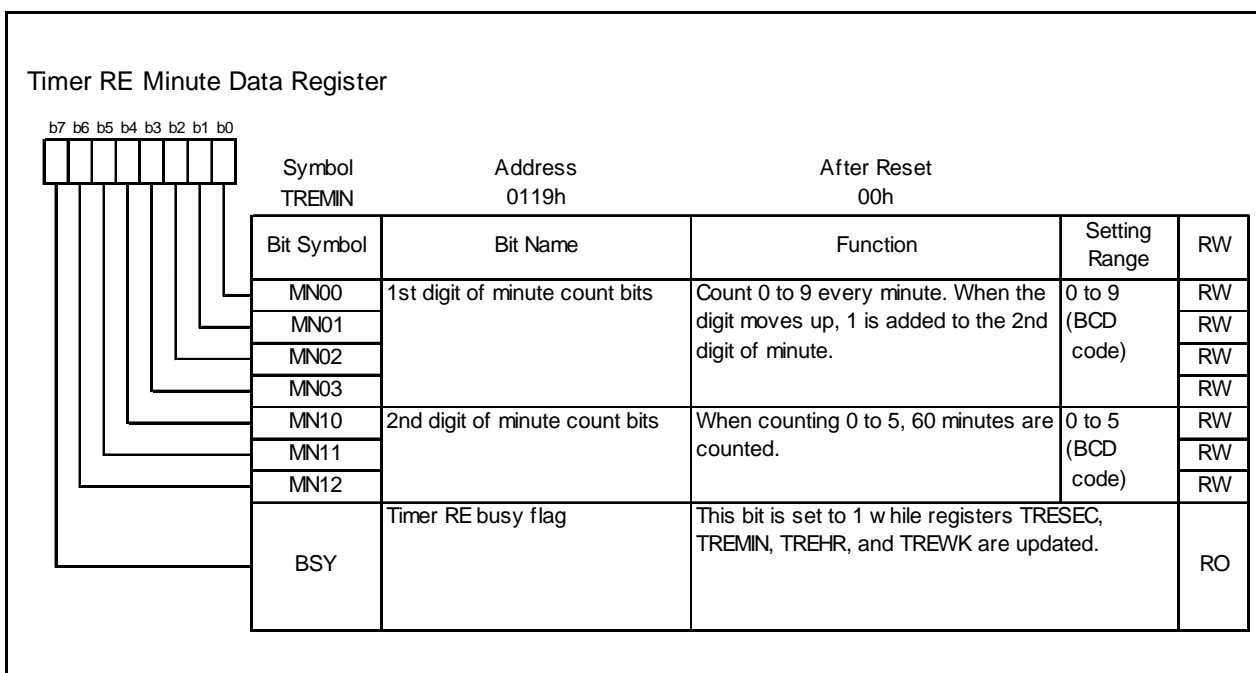 Timer RE Minute Data Register
b7 b6 b5 b4 b3 b2 b1 b0
Symbol Address After Reset
TREMIN 0119h 00h
Bit Symbol Bit Name Function Setting Range RW
MN00 1st digit of minute count bits Count 0 to 9 every minute. When the 0 to 9 RW
MN01 digit moves up, 1 is added to the 2nd (BCD RW
MN02 digit of minute. code) RW
MN03 RW
MN10 2nd digit of minute count bits When counting 0 to 5, 60 minutes are 0 to 5 RW
MN11 counted. (BCD RW
MN12 code) RW
Timer RE busy flag This bit is set to 1 w hile registers TRESEC,
TREMIN, TREHR, and TREWK are updated.
BSY RO